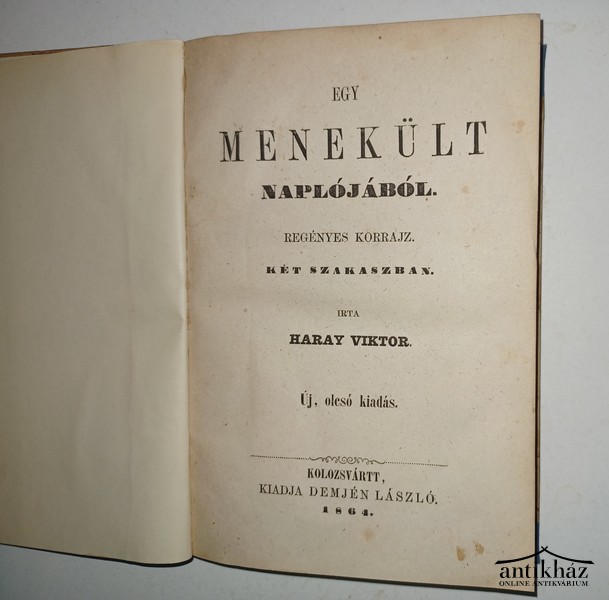 EGY
MENEKÜLT
NAPLÓJÁBÓL.
REGÉNYES KORRAJZ.
KÉT SZAKASZBAN.
IRTA
HARAY VIKTOR.
Új, olcsó kiadás.
KOLOZSVÁRTT,
KIADJA DEMJÉN LÁSZLÓ.
1864.
antikház
ONLINE ANTIKVÁRIUM